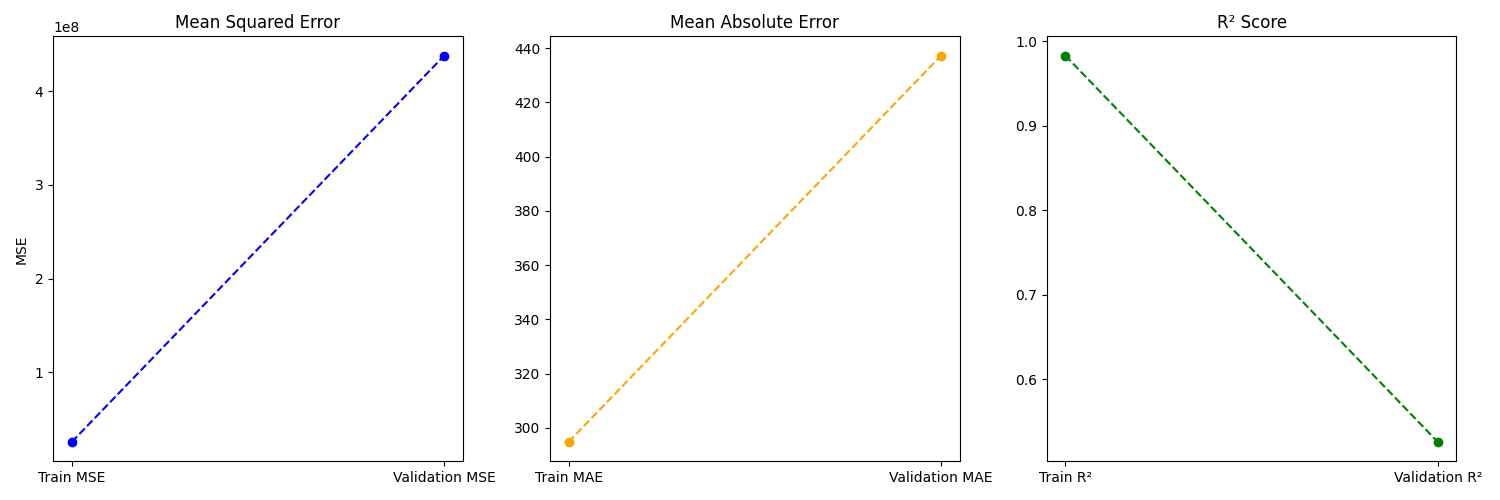 Mean Squared Error
1e8
4
3
2
1
MSE
Train MSE
Validation MSE
Mean Absolute Error
440
420
400
380
360
340
320
300
Train MAE
Validation MAE
R² Score
1.0
0.9
0.8
0.7
0.6
Train R²
Validation R²